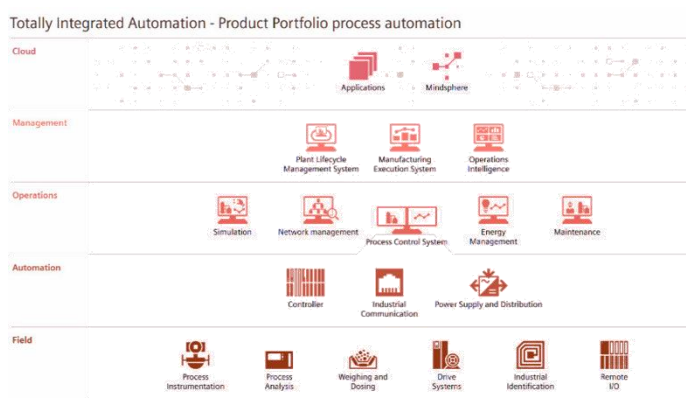 Totally Integrated Automation - Product Portfolio process automation
Cloud
Applications
Mindsphere
Management
Plant Lifecycle
Management System
Manufacturing
Execution System
Operations
Intelligence
Operations
Simulation
Network management
Process Control System
Energy
Management
Maintenance
Automation
Controller
Industrial
Communication
Power Supply and Distribution
Field
Process
Instrumentation
Process
Analysis
Weighing and
Dosing
Drive
Systems
Industrial
Identification
Remote
I/O